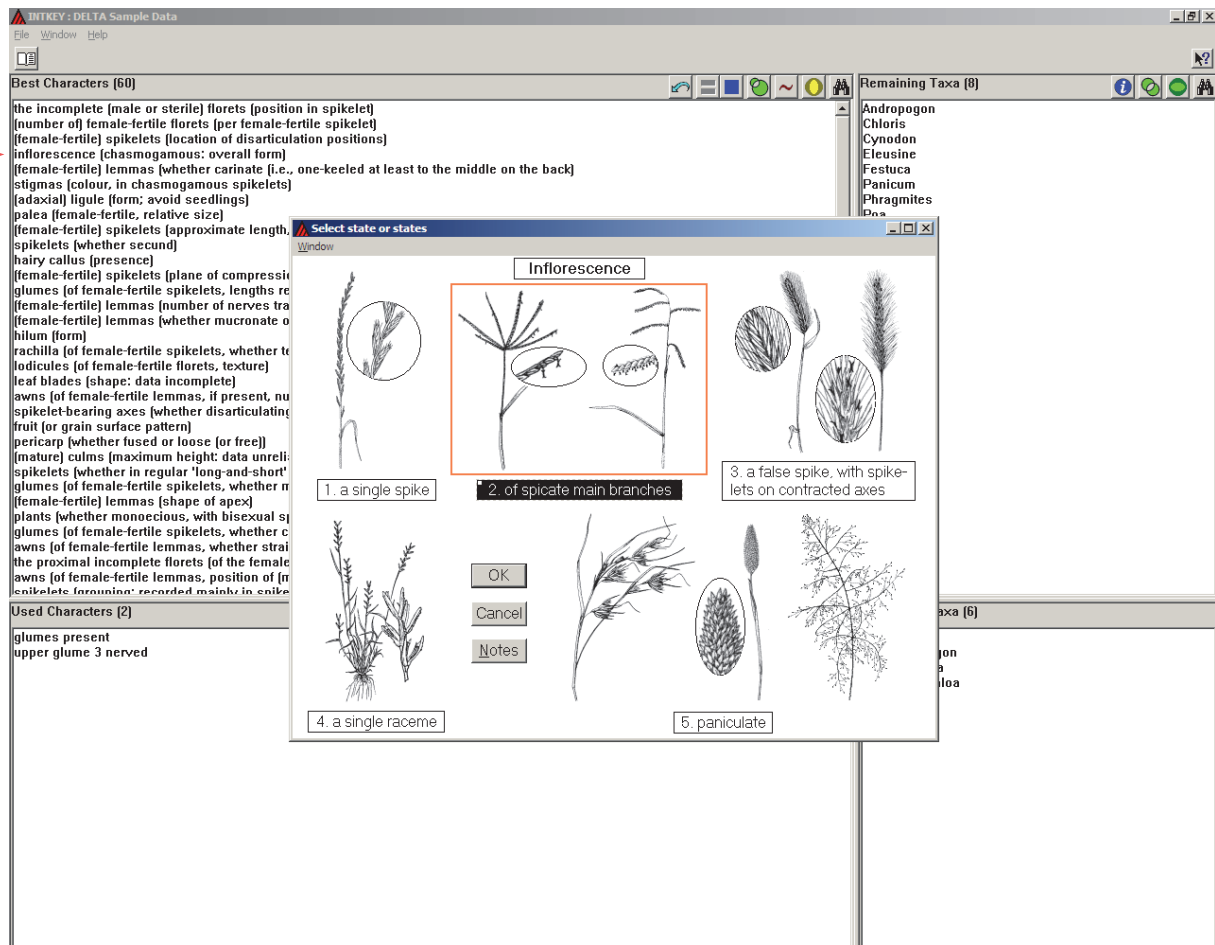 INTKEY : DELTA Sample Data
File Window Help
Best Characters (60)
the incomplete (male or sterile) florets (position in spikelet)
(number of) female-fertile florets (per female-fertile spikelet)
(female-fertile) spikelets (location of disarticulation positions)
inflorescence (chasmogamous: overall form)
(female-fertile) lemmas (whether carinate (i.e., one-keeled at least to the middle on the back)
stigmas (colour, in chasmogamous spikelets)
(adaxial) ligule (form; avoid seedlings)
palea (female-fertile, relative size)
(female-fertile) spikelets (approximate length,
spikelets (whether secund)
hairy callus (presence)
(female-fertile) spikelets (plane of compressi
glumes (of female-fertile spikelets, lengths re
(female-fertile) lemmas (number of nerves tra
(female-fertile) lemmas (whether mucronate o
hilum (form)
rachilla (of female-fertile spikelets, whether te
lodicules (of female-fertile florets, texture)
leaf blades (shape: data incomplete)
awns (of female-fertile lemmas, if present, nu
spikelet-bearing axes (whether disarticulating
fruit (or grain surface pattern)
pericarp (whether fused or loose (or free))
(mature) culms (maximum height: data unreli
spikelets (whether in regular 'long-and-short'
glumes (of female-fertile spikelets, whether m
(female-fertile) lemmas (shape of apex)
plants (whether monoecious, with bisexual sp
glumes (of female-fertile spikelets, whether c
awns (of female-fertile lemmas, whether strai
the proximal incomplete florets (of the female
awns (of female-fertile lemmas, position of (m
spikelets (grouping: recorded mainly in spike
Remaining Taxa (8)
Andropogon
Chloris
Cynodon
Eleusine
Festuca
Panicum
Phragmites
Poa
Select state or states
Window
Inflorescence
1. a single spike
2. of spicate main branches
3. a false spike, with spike-
lets on contracted axes
4. a single raceme
OK
Cancel
Notes
5. paniculate
Used Characters (2)
glumes present
upper glume 3 nerved
axa (6)
gon
a
loa